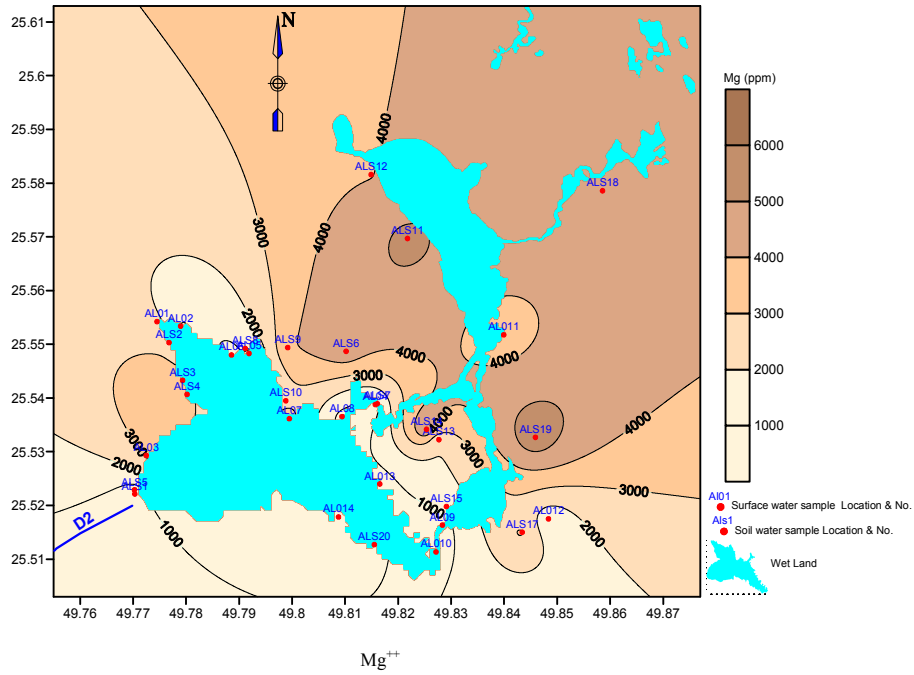 N
25.61
25.6
25.59
25.58
25.57
25.56
25.55
25.54
25.53
25.52
25.51
49.76
49.77
49.78
49.79
49.8
49.81
49.82
49.83
49.84
49.85
49.86
49.87
4000
3000
4000
2000
4000
4000
3000
4000
3000
4000
3000
2000
1000
1000
3000
2000
ALS12
ALS18
ALS11
AL011
AL01
AL02
ALS2
ALS9
ALS6
ALS3
ALS4
ALS10
AL07
AL08
ALS13
ALS19
AL03
ALS5
ALS1
AL013
ALS15
AL09
AL014
ALS20
AL010
ALS17
AL012
D2
Mg (ppm)
6000
5000
4000
3000
2000
1000
Al01
Surface water sample Location & No.
Als1
Soil water sample Location & No.
Wet Land
Mg++